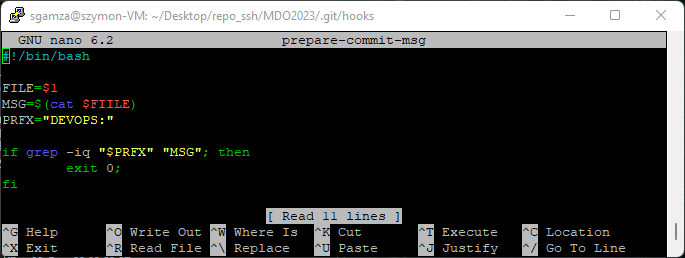 sgamza@szymon-VM: ~/Desktop/repo_ssh/MDO2023/.git/hooks
GNU nano 6.2 prepare-commit-msg
#!/bin/bash
FILE=$1
MSG=$(cat $FIILE)
PRFX="DEVOPS:"
if grep -iq "$PRFX" "MSG"; then
exit 0;
fi
[ Read 11 lines ]
^G Help ^O Write Out ^W Where Is ^K Cut ^T Execute ^C Location
^X Exit ^R Read File ^\ Replace ^U Paste ^J Justify ^/ Go To Line